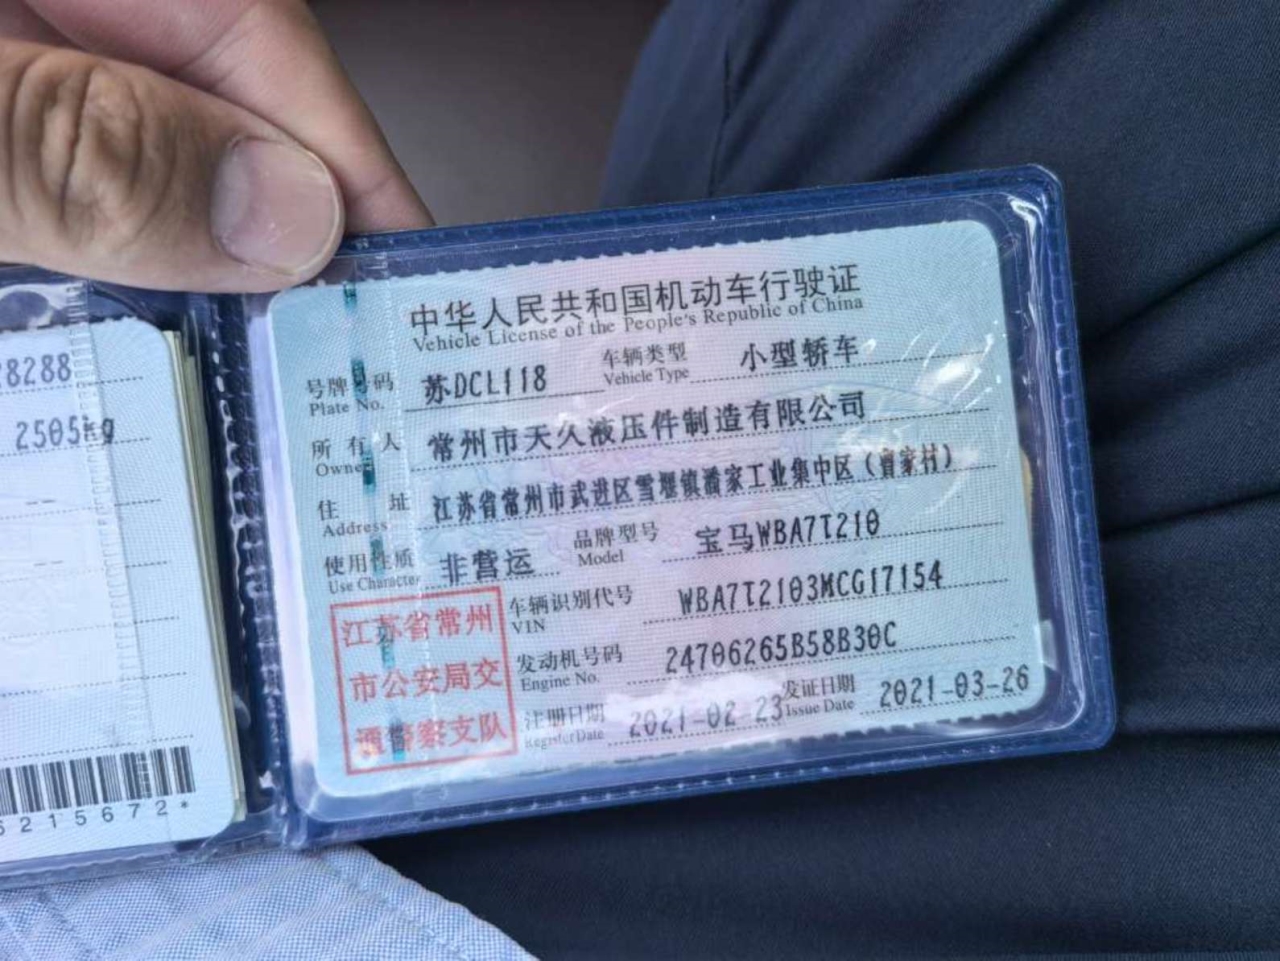 28288
2505kg
--
--
6215672*
中华人民共和国机动车行驶证
Vehicle License of the People's Republic of China
号牌号码 苏DCL118 车辆类型 小型轿车
Plate No. Vehicle Type
所有人 常州市天久液压件制造有限公司
Owner
住址 江苏省常州市武进区雪堰镇潘家工业集中区（费家村）
Address
使用性质 非营运 品牌型号 宝马WBA7T210
Use Character Model
江苏省常州
市公安局交
通警察支队
车辆识别代号 WBA7T2103MCG17154
VIN
发动机号码 24706265B58B30C
Engine No.
注册日期 2021-02-23 发证日期 2021-03-26
Register Date Issue Date